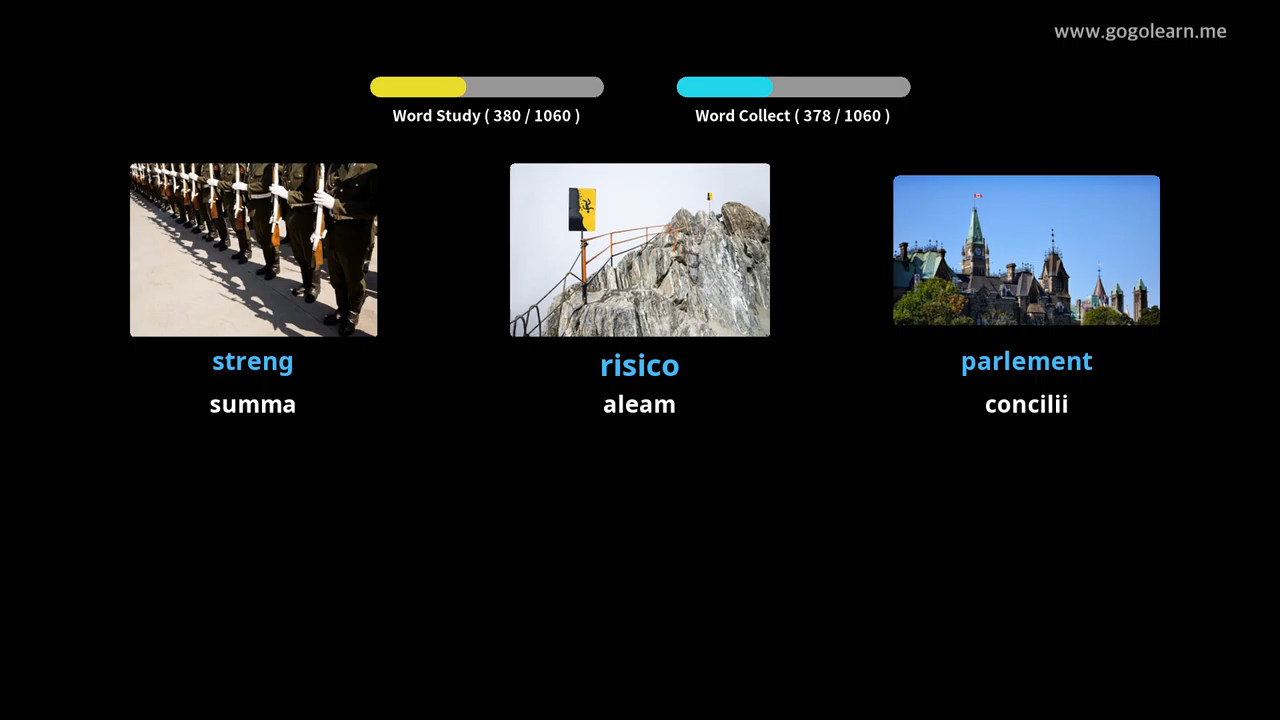 www.gogolearn.me
Word Study ( 380 / 1060 )
Word Collect ( 378 / 1060 )
streng
summa
risico
aleam
parlement
concilii